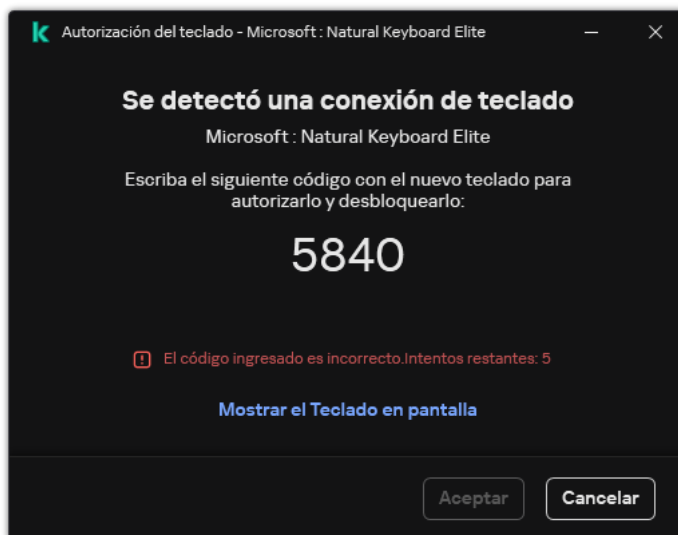 Autorización del teclado - Microsoft : Natural Keyboard Elite
Se detectó una conexión de teclado
Microsoft : Natural Keyboard Elite
Escriba el siguiente código con el nuevo teclado para
autorizarlo y desbloquearlo:
5840
El código ingresado es incorrecto.Intentos restantes: 5
Mostrar el Teclado en pantalla
Aceptar
Cancelar